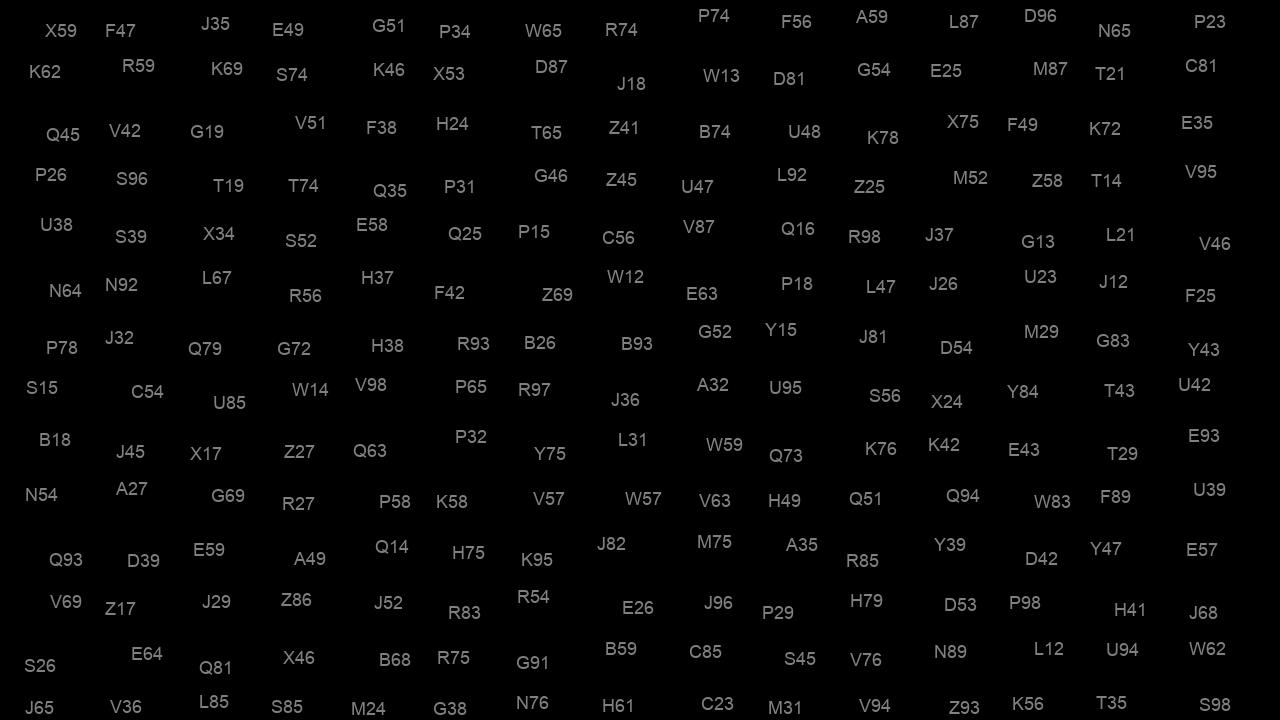 X59 F47 J35 E49 G51 P34 W65 R74 P74 F56 A59 L87 D96 N65 P23
K62 R59 K69 S74 K46 X53 D87 J18 W13 D81 G54 E25 M87 T21 C81
Q45 V42 G19 V51 F38 H24 T65 Z41 B74 U48 K78 X75 F49 K72 E35
P26 S96 T19 T74 Q35 P31 G46 Z45 U47 L92 Z25 M52 Z58 T14 V95
U38 S39 X34 S52 E58 Q25 P15 C56 V87 Q16 R98 J37 G13 L21 V46
N64 N92 L67 R56 H37 F42 Z69 W12 E63 P18 L47 J26 U23 J12 F25
P78 J32 Q79 G72 H38 R93 B26 B93 G52 Y15 J81 D54 M29 G83 Y43
S15 C54 U85 W14 V98 P65 R97 J36 A32 U95 S56 X24 Y84 T43 U42
B18 J45 X17 Z27 Q63 P32 Y75 L31 W59 Q73 K76 K42 E43 T29 E93
N54 A27 G69 R27 P58 K58 V57 W57 V63 H49 Q51 Q94 W83 F89 U39
Q93 D39 E59 A49 Q14 H75 K95 J82 M75 A35 R85 Y39 D42 Y47 E57
V69 Z17 J29 Z86 J52 R83 R54 E26 J96 P29 H79 D53 P98 H41 J68
S26 E64 Q81 X46 B68 R75 G91 B59 C85 S45 V76 N89 L12 U94 W62
J65 V36 L85 S85 M24 G38 N76 H61 C23 M31 V94 Z93 K56 T35 S98